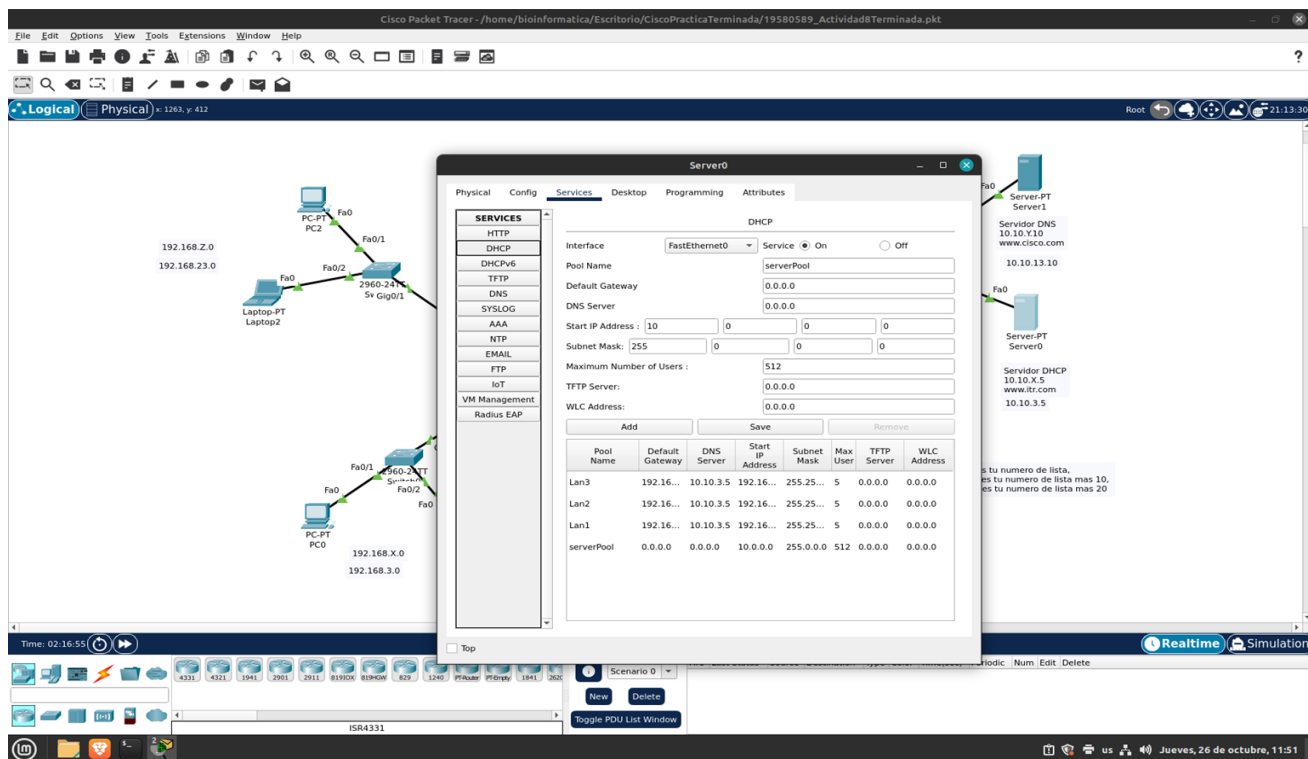 Cisco Packet Tracer - /home/bioinformatica/Escritorio/CiscoPracticaTerminada/19580589_Actividad8Terminada.pkt
File Edit Options View Tools Extensions Window Help
?
Logical Physical x: 1263, y: 412
Root 21:13:30
PC-PT
PC2
Fa0
Fa0/1
192.168.Z.0
192.168.23.0
Fa0/2
Fa0
2960-24TT
Gig0/1
Laptop-PT
Laptop2
Fa0/1
2960-24TT
Fa0/2
Fa0
Fa0
PC-PT
PC0
192.168.X.0
192.168.3.0
Server0
Physical Config Services Desktop Programming Attributes
SERVICES
HTTP
DHCP
DHCPv6
TFTP
DNS
SYSLOG
AAA
NTP
EMAIL
FTP
IoT
VM Management
Radius EAP
DHCP
Interface FastEthernet0 Service On Off
Pool Name serverPool
Default Gateway 0.0.0.0
DNS Server 0.0.0.0
Start IP Address : 10 0 0 0
Subnet Mask: 255 0 0 0
Maximum Number of Users : 512
TFTP Server: 0.0.0.0
WLC Address: 0.0.0.0
Add Save Remove
Pool Name Default Gateway DNS Server Start IP Address Subnet Mask Max User TFTP Server WLC Address
Lan3 192.16... 10.10.3.5 192.16... 255.25... 5 0.0.0.0 0.0.0.0
Lan2 192.16... 10.10.3.5 192.16... 255.25... 5 0.0.0.0 0.0.0.0
Lan1 192.16... 10.10.3.5 192.16... 255.25... 5 0.0.0.0 0.0.0.0
serverPool 0.0.0.0 0.0.0.0 10.0.0.0 255.0.0.0 512 0.0.0.0 0.0.0.0
Top
Fa0
Server-PT
Server1
Servidor DNS
10.10.Y.10
www.cisco.com
10.10.13.10
Fa0
Server-PT
Server0
Servidor DHCP
10.10.X.5
www.itr.com
10.10.3.5
s tu numero de lista,
es tu numero de lista mas 10,
es tu numero de lista mas 20
Time: 02:16:55
Realtime Simulation
4331 4321 1941 2901 2911 819IOX 819HGW 829 1240 PT-Router PT-Empty 1841
Scenario 0
New Delete
Toggle PDU List Window
Num Edit Delete
ISR4331
us Jueves, 26 de octubre, 11:51